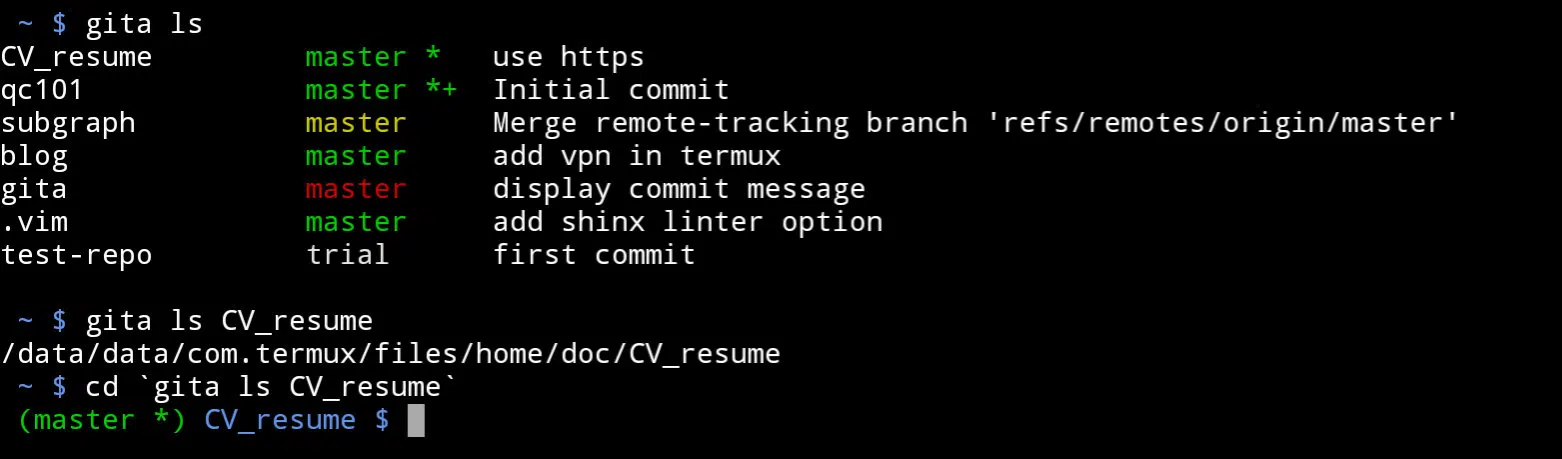 ~ $ gita ls
CV_resume master * use https
qc101 master *+ Initial commit
subgraph master Merge remote-tracking branch 'refs/remotes/origin/master'
blog master add vpn in termux
gita master display commit message
.vim master add shinx linter option
test-repo trial first commit
~ $ gita ls CV_resume
/data/data/com.termux/files/home/doc/CV_resume
~ $ cd `gita ls CV_resume`
(master *) CV_resume $